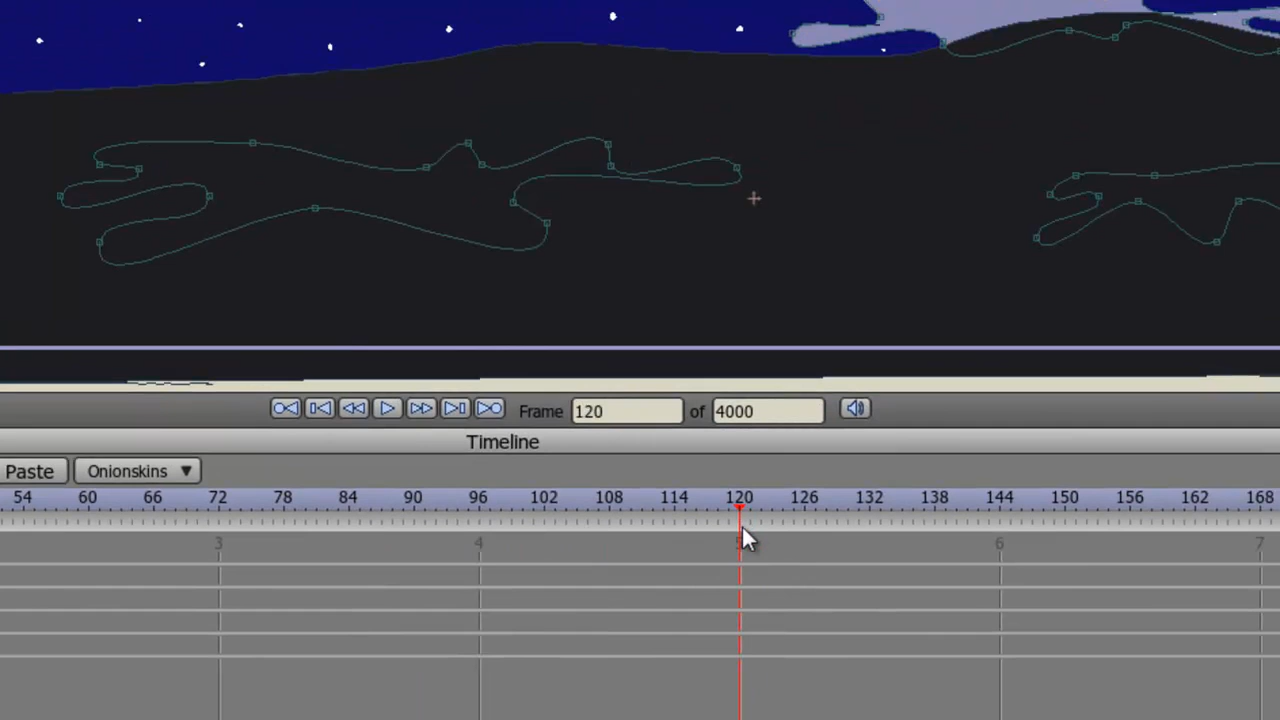 Frame 120 of 4000
Timeline
Paste Onionskins
54 60 66 72 78 84 90 96 102 108 114 120 126 132 138 144 150 156 162 168
3 4 5 6 7